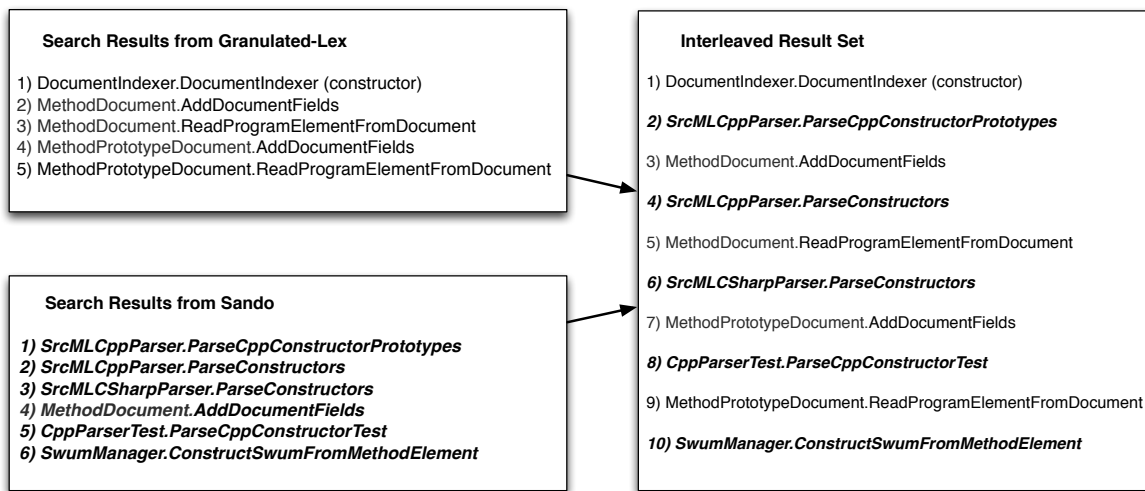 Search Results from Granulated-Lex
1) DocumentIndexer.DocumentIndexer (constructor)
2) MethodDocument.AddDocumentFields
3) MethodDocument.ReadProgramElementFromDocument
4) MethodPrototypeDocument.AddDocumentFields
5) MethodPrototypeDocument.ReadProgramElementFromDocument
Search Results from Sando
1) SrcMLCppParser.ParseCppConstructorPrototypes
2) SrcMLCppParser.ParseConstructors
3) SrcMLCSharpParser.ParseConstructors
4) MethodDocument.AddDocumentFields
5) CppParserTest.ParseCppConstructorTest
6) SwumManager.ConstructSwumFromMethodElement
Interleaved Result Set
1) DocumentIndexer.DocumentIndexer (constructor)
2) SrcMLCppParser.ParseCppConstructorPrototypes
3) MethodDocument.AddDocumentFields
4) SrcMLCppParser.ParseConstructors
5) MethodDocument.ReadProgramElementFromDocument
6) SrcMLCSharpParser.ParseConstructors
7) MethodPrototypeDocument.AddDocumentFields
8) CppParserTest.ParseCppConstructorTest
9) MethodPrototypeDocument.ReadProgramElementFromDocument
10) SwumManager.ConstructSwumFromMethodElement